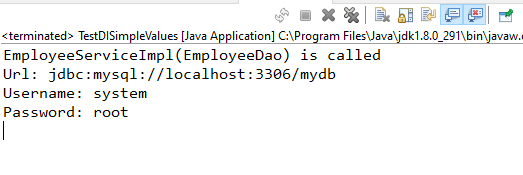 <terminated> TestDISimpleValues [Java Application] C:\Program Files\Java\jdk1.8.0_291\bin\javaw.
EmployeeServiceImpl(EmployeeDao) is called
Url: jdbc:mysql://localhost:3306/mydb
Username: system
Password: root